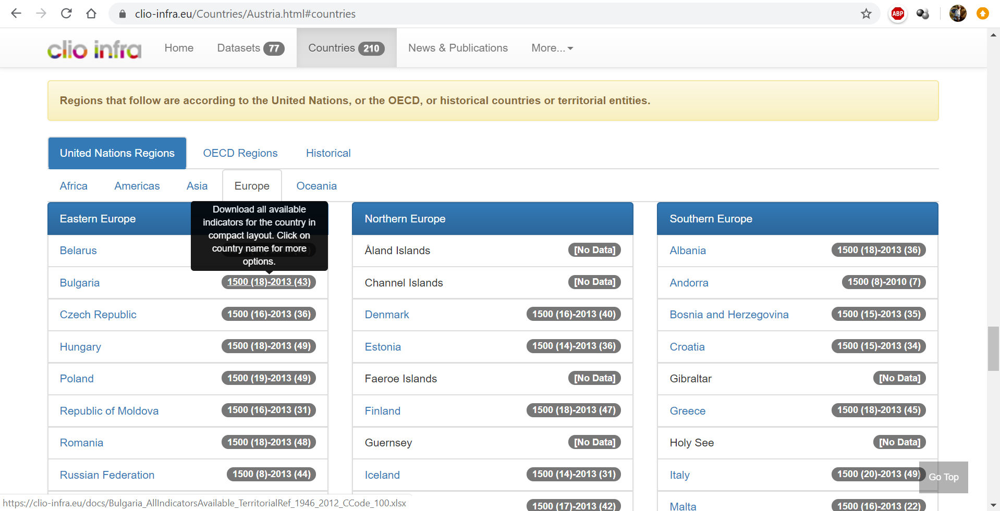 clio-infra.eu/Countries/Austria.html#countries
ABP
clio infra
Home
Datasets 77
Countries 210
News & Publications
More...
Regions that follow are according to the United Nations, or the OECD, or historical countries or territorial entities.
United Nations Regions
OECD Regions
Historical
Africa
Americas
Asia
Europe
Oceania
Download all available
indicators for the country in
compact layout. Click on
country name for more
options.
Eastern Europe
Belarus
Bulgaria 1500 (18)-2013 (43)
Czech Republic 1500 (16)-2013 (36)
Hungary 1500 (18)-2013 (49)
Poland 1500 (19)-2013 (49)
Republic of Moldova 1500 (16)-2013 (31)
Romania 1500 (18)-2013 (48)
Russian Federation 1500 (8)-2013 (44)
Northern Europe
Åland Islands [No Data]
Channel Islands [No Data]
Denmark 1500 (16)-2013 (40)
Estonia 1500 (14)-2013 (36)
Faeroe Islands [No Data]
Finland 1500 (18)-2013 (47)
Guernsey [No Data]
Iceland 1500 (14)-2013 (31)
1500 (17)-2013 (42)
Southern Europe
Albania 1500 (18)-2013 (36)
Andorra 1500 (8)-2010 (7)
Bosnia and Herzegovina 1500 (15)-2013 (35)
Croatia 1500 (15)-2013 (34)
Gibraltar [No Data]
Greece 1500 (18)-2013 (45)
Holy See [No Data]
Italy 1500 (20)-2013 (49)
Malta 1500 (16)-2013 (22)
Go Top
https://clio-infra.eu/docs/Bulgaria_AllIndicatorsAvailable_TerritorialRef_1946_2012_CCode_100.xlsx